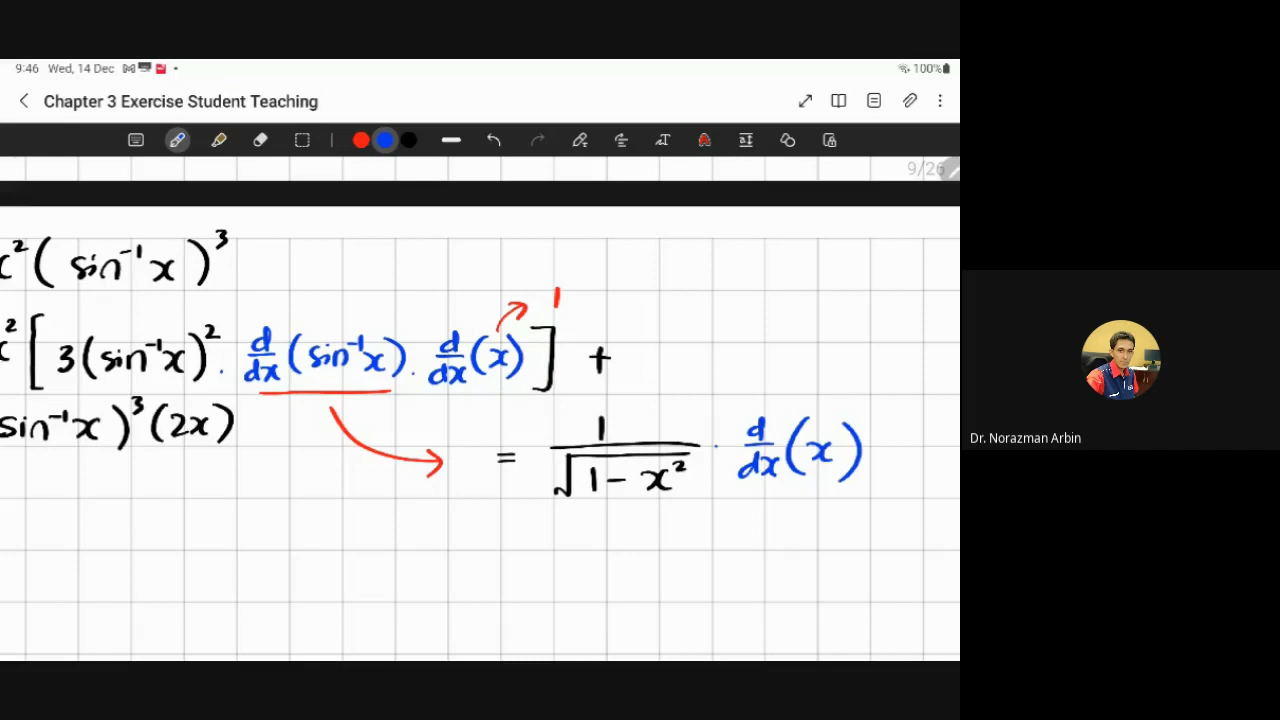 9:46 Wed, 14 Dec
100%
Chapter 3 Exercise Student Teaching
9/26
x²( sin⁻¹x )³
x² [ 3(sin⁻¹x)² . d/dx (sin⁻¹x) . d/dx (x) ] +
1
sin⁻¹x )³ (2x)
= 1/√(1 - x²) . d/dx (x)
Dr. Norazman Arbin